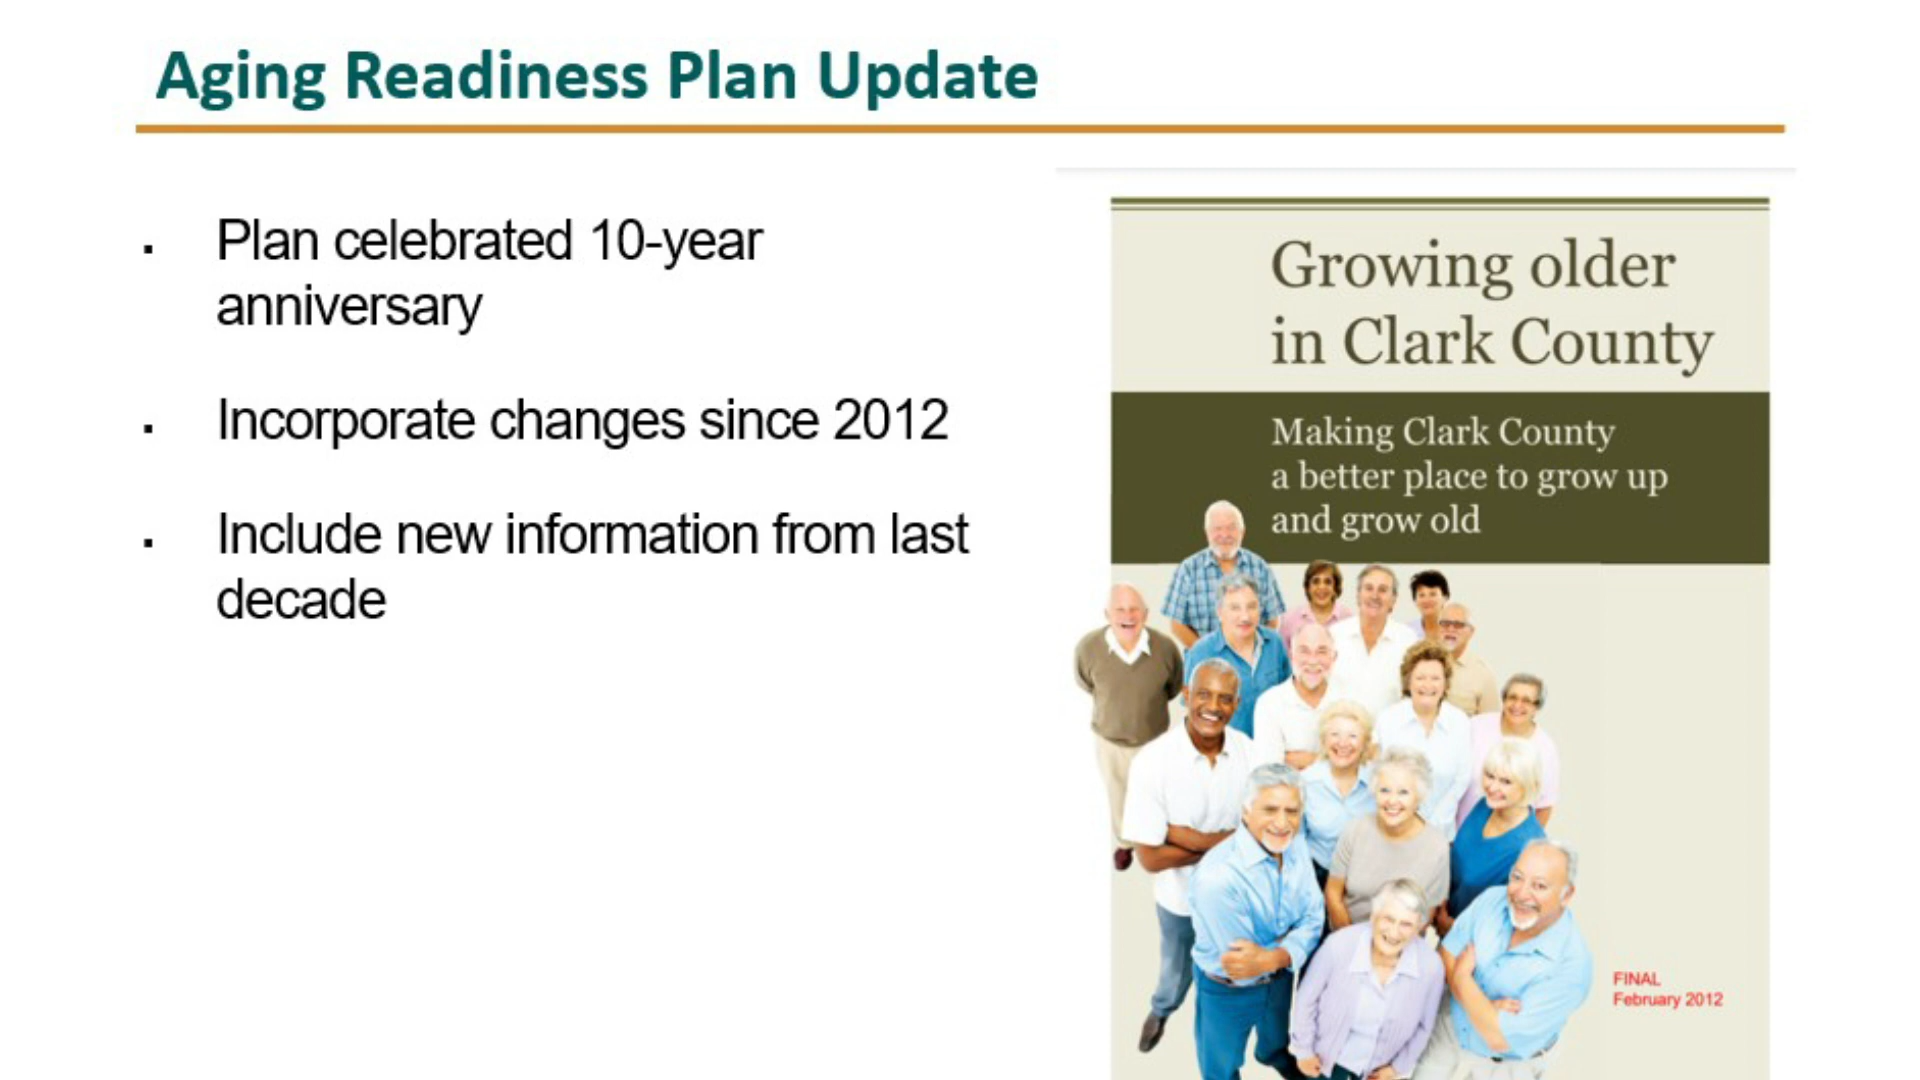 Aging Readiness Plan Update
▪ Plan celebrated 10-year
anniversary
▪ Incorporate changes since 2012
▪ Include new information from last
decade
Growing older
in Clark County
Making Clark County
a better place to grow up
and grow old
FINAL
February 2012